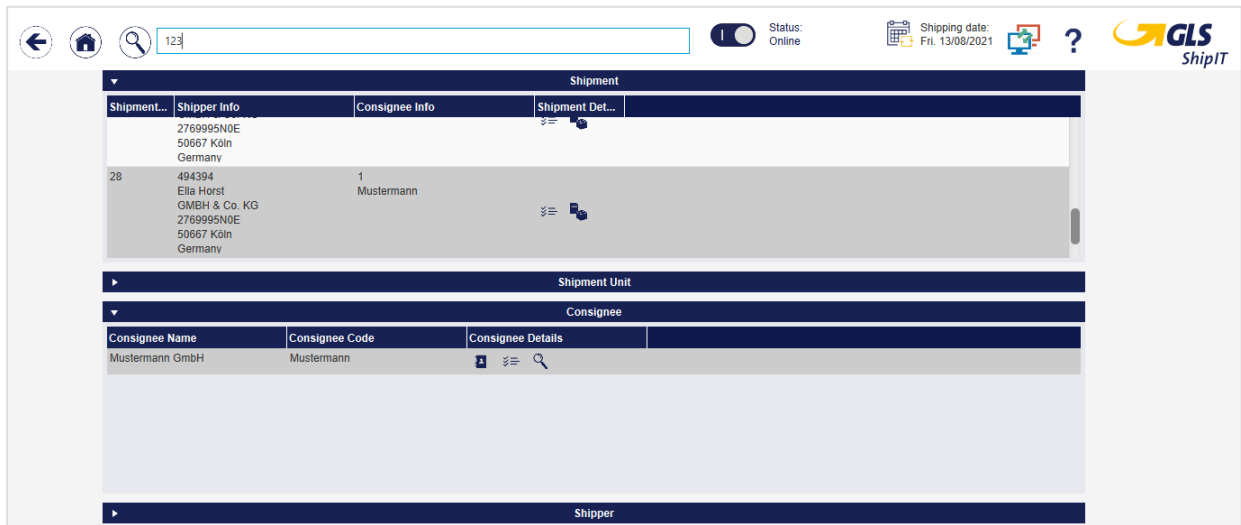 123
Status:
Online
Shipping date:
Fri. 13/08/2021
?
GLS
ShipIT
Shipment
Shipment... Shipper Info Consignee Info Shipment Det...
2769995N0E
50667 Köln
Germany
28 494394 1
Ella Horst Mustermann
GMBH & Co. KG
2769995N0E
50667 Köln
Germany
Shipment Unit
Consignee
Consignee Name Consignee Code Consignee Details
Mustermann GmbH Mustermann
Shipper